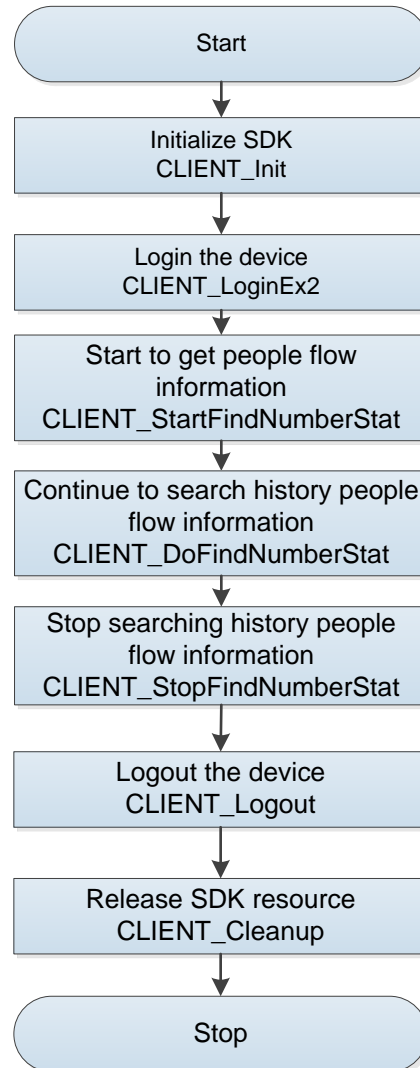 Start
Initialize SDK
CLIENT_Init
Login the device
CLIENT_LoginEx2
Start to get people flow
information
CLIENT_StartFindNumberStat
Continue to search history people
flow information
CLIENT_DoFindNumberStat
Stop searching history people
flow information
CLIENT_StopFindNumberStat
Logout the device
CLIENT_Logout
Release SDK resource
CLIENT_Cleanup
Stop